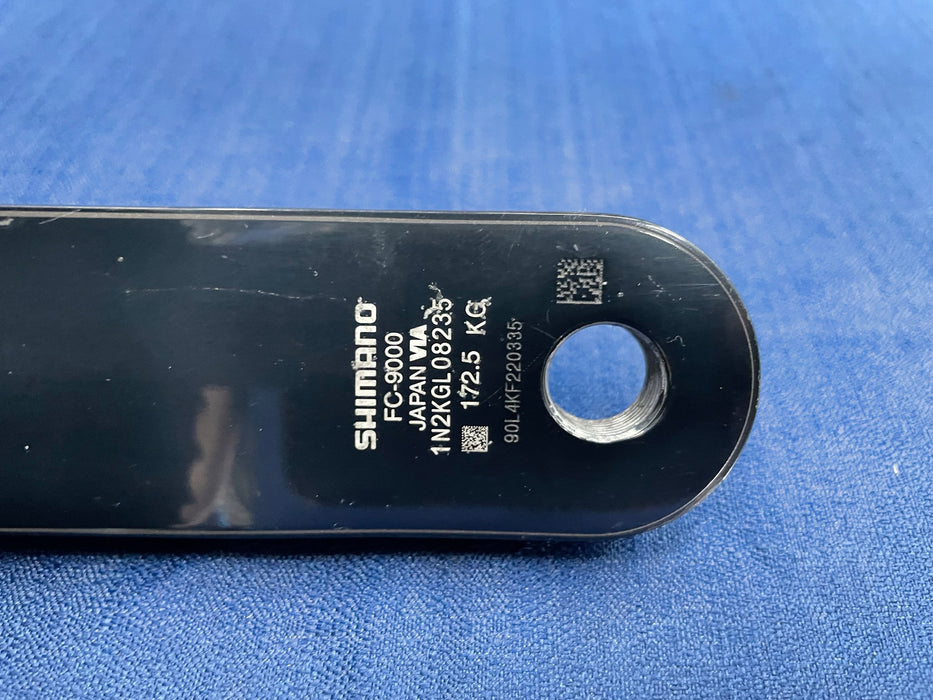 SHIMANO
FC-9000
JAPAN VIA
1N2KGL08235
172.5 KG
90L4KF220335